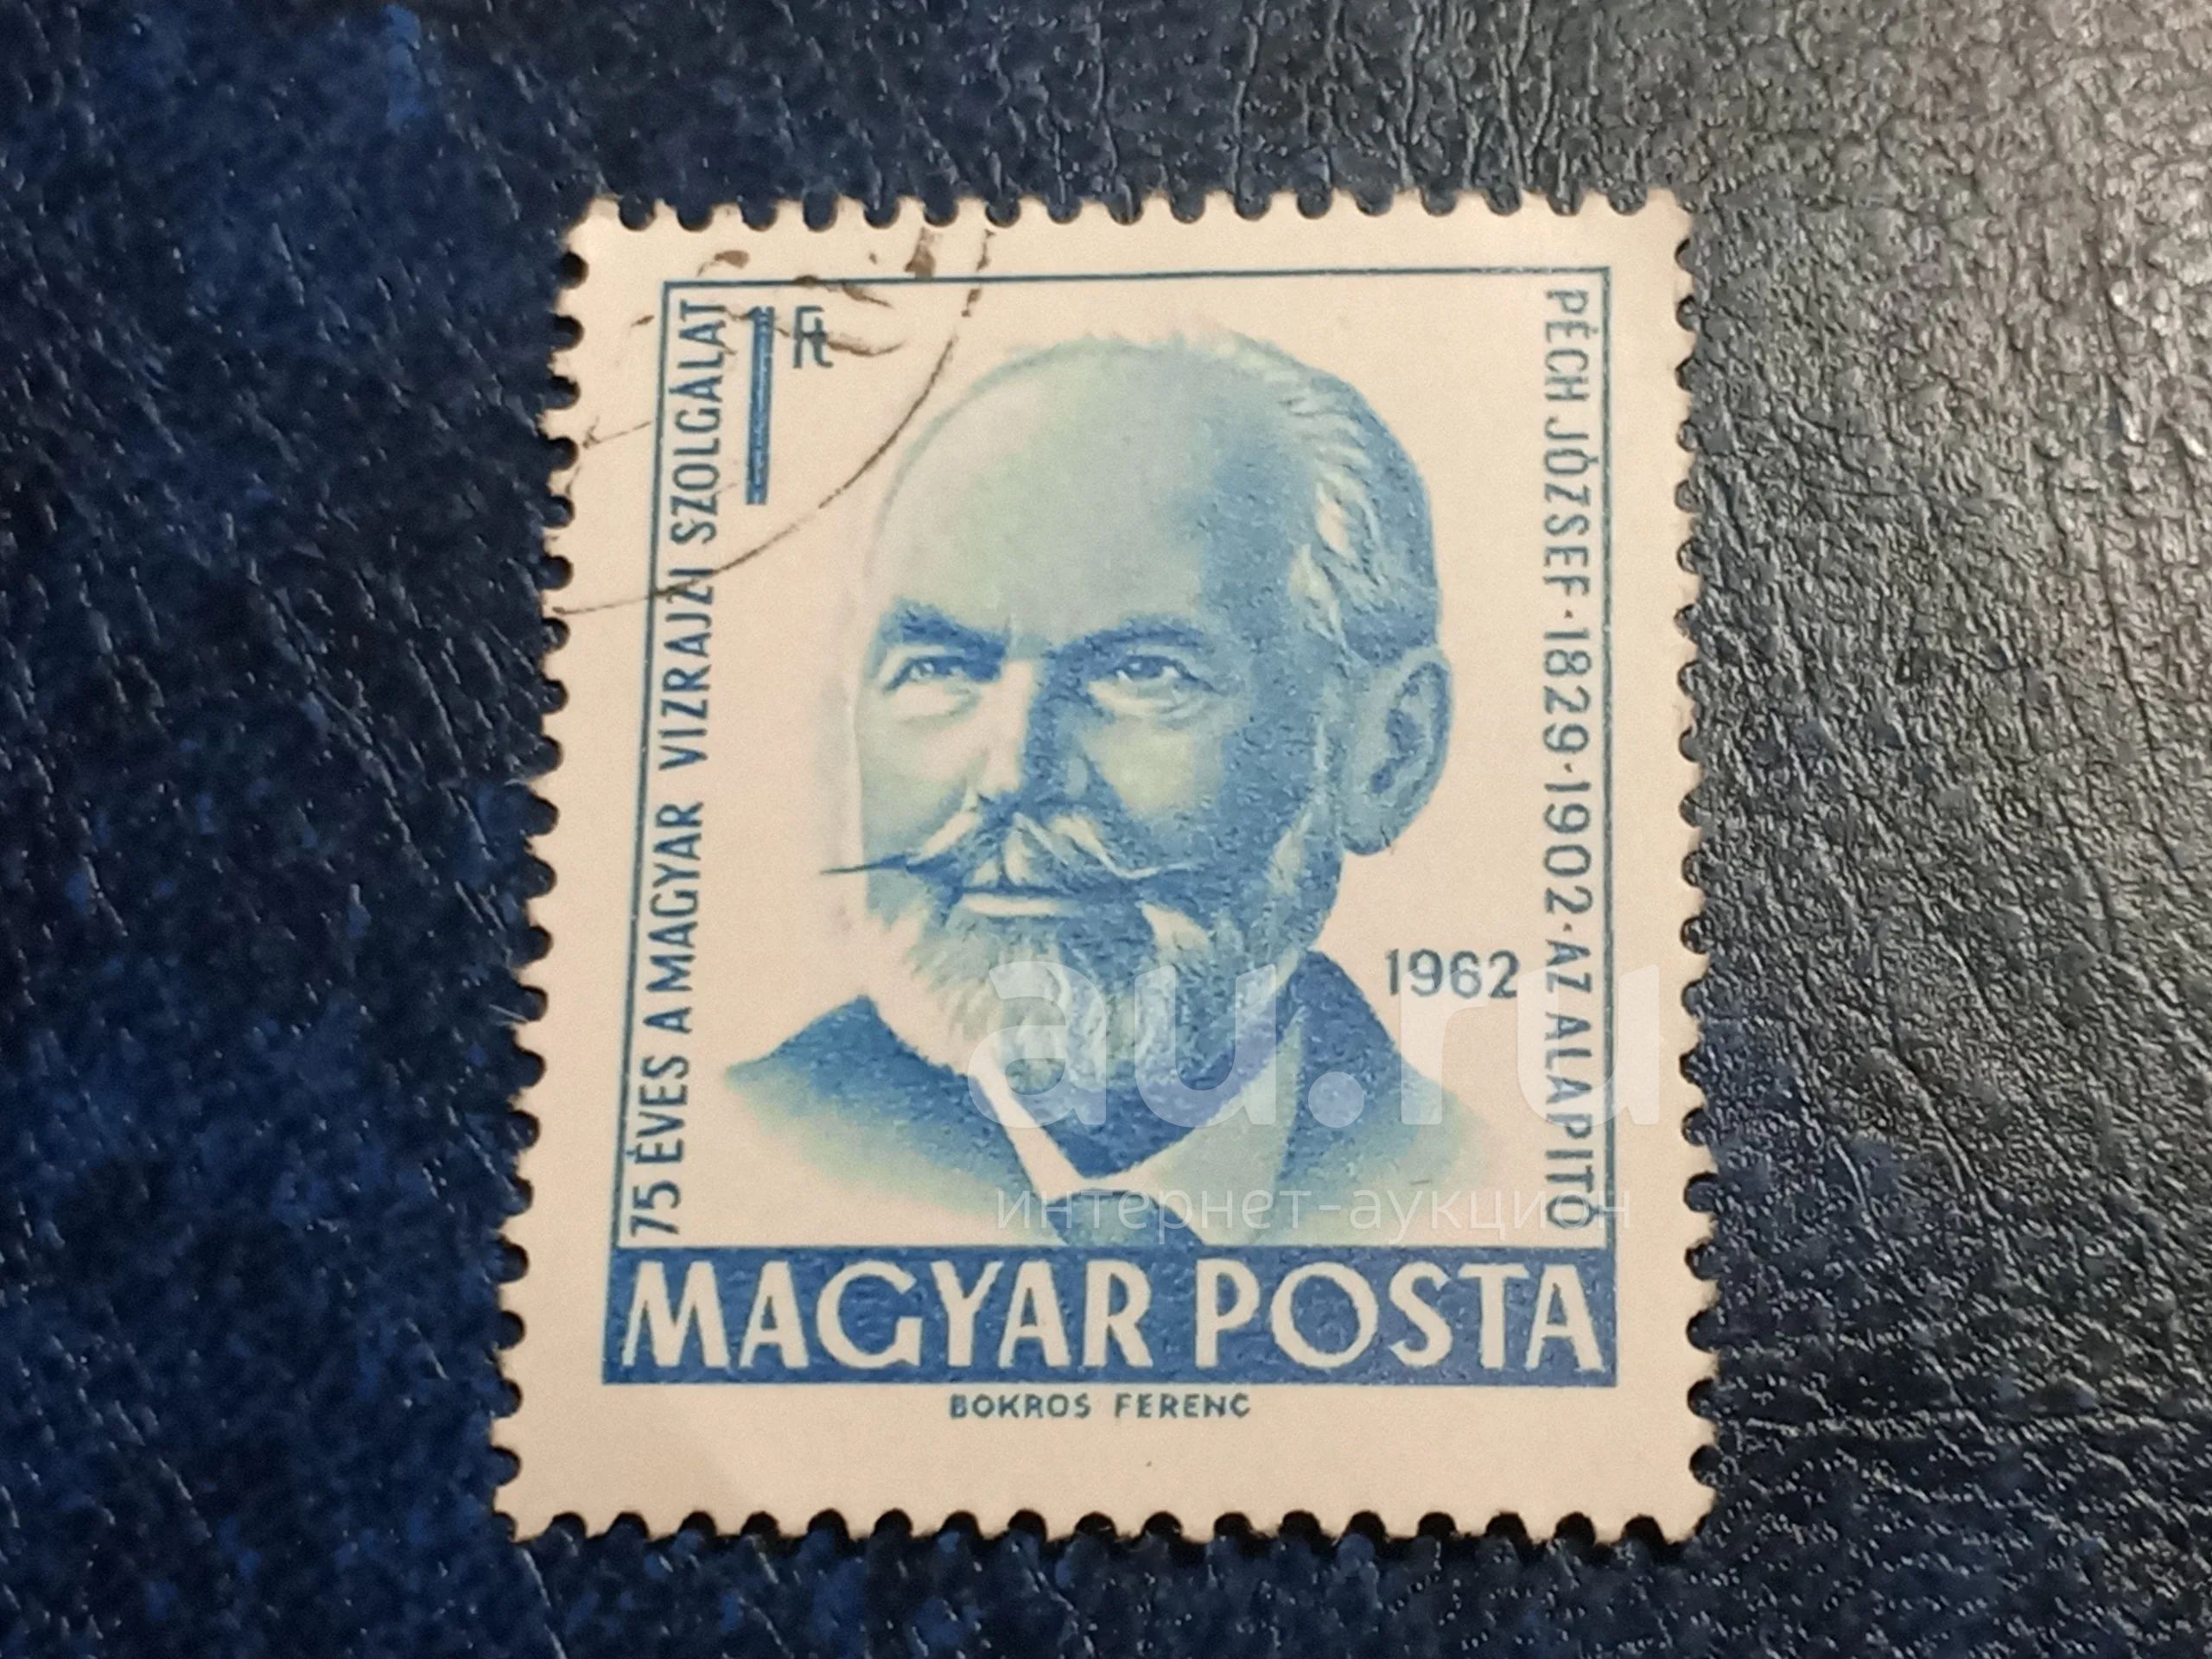 1 Ft
75 ÉVES A MAGYAR VIZRAJZI SZOLGÁLAT
PÉCH JÓZSEF·1829·1902·AZ ALAPITÓ
1962
MAGYAR POSTA
BOKROS FERENC
au.ru
интернет-аукцион